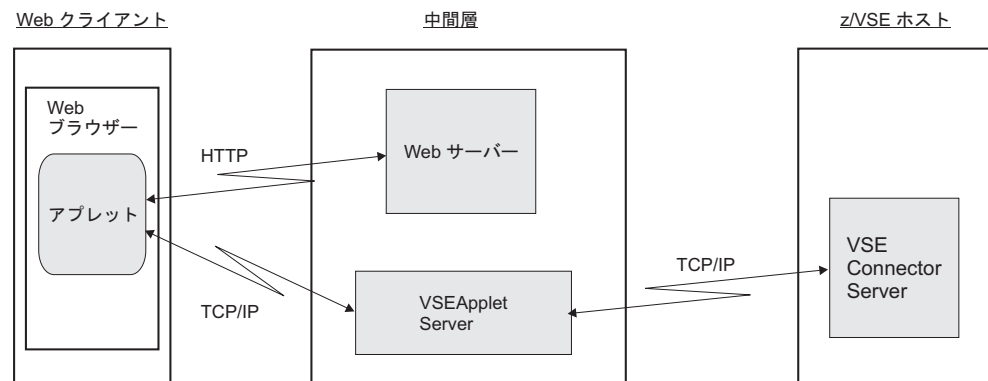 Web クライアント
中間層
z/VSE ホスト
Web
ブラウザー
アプレット
HTTP
Web サーバー
TCP/IP
VSEApplet
Server
TCP/IP
VSE
Connector
Server